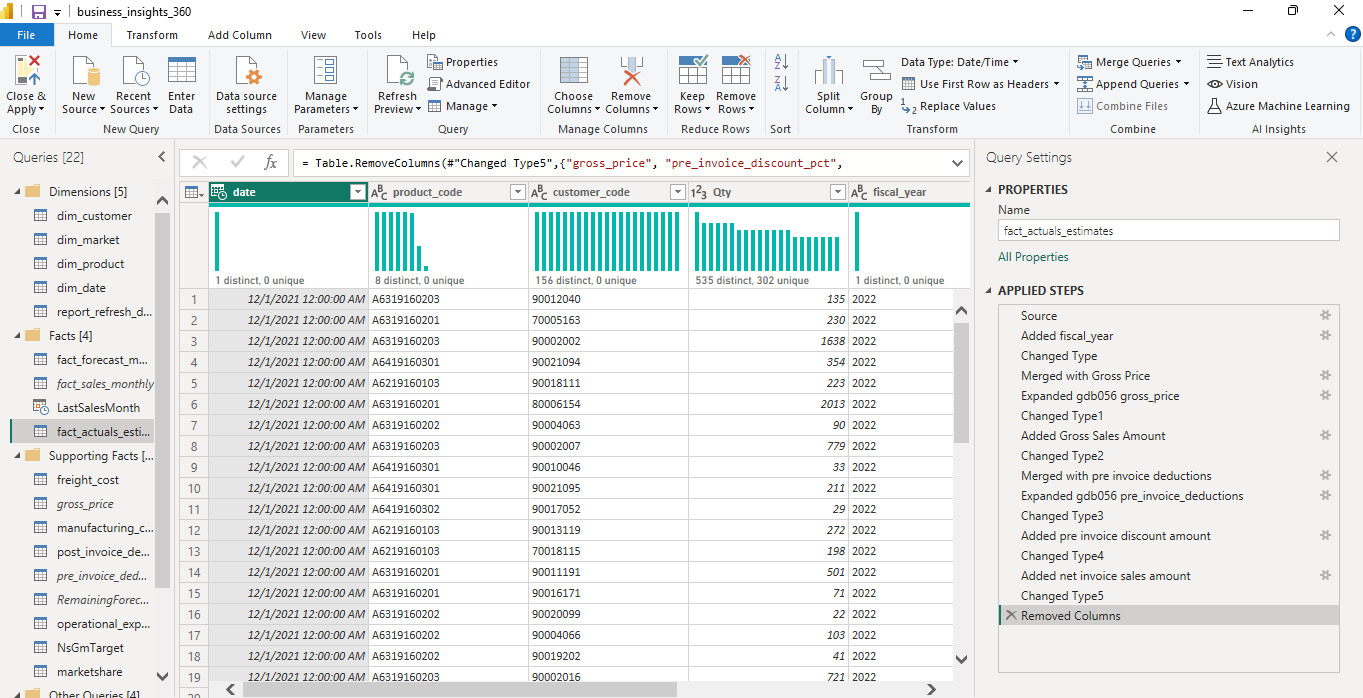 business_insights_360
File Home Transform Add Column View Tools Help
Close & Apply
New Source
Recent Sources
Enter Data
Data source settings
Manage Parameters
Refresh Preview
Properties
Advanced Editor
Manage
Choose Columns
Remove Columns
Keep Rows
Remove Rows
Split Column
Group By
Data Type: Date/Time
Use First Row as Headers
Replace Values
Merge Queries
Append Queries
Combine Files
Text Analytics
Vision
Azure Machine Learning
Close New Query Data Sources Parameters Query Manage Columns Reduce Rows Sort Transform Combine AI Insights
Queries [22]
Dimensions [5]
dim_customer
dim_market
dim_product
dim_date
report_refresh_d...
Facts [4]
fact_forecast_m...
fact_sales_monthly
LastSalesMonth
fact_actuals_esti...
Supporting Facts [...
freight_cost
gross_price
manufacturing_c...
post_invoice_de...
pre_invoice_ded...
RemainingForec...
operational_exp...
NsGmTarget
marketshare
Other Queries [4]
fx = Table.RemoveColumns(#"Changed Type5",{"gross_price", "pre_invoice_discount_pct",
date ABC product_code ABC customer_code 123 Qty ABC fiscal_year
1 distinct, 0 unique 8 distinct, 0 unique 156 distinct, 0 unique 535 distinct, 302 unique 1 distinct, 0 unique
1 12/1/2021 12:00:00 AM A6319160203 90012040 135 2022
2 12/1/2021 12:00:00 AM A6319160201 70005163 230 2022
3 12/1/2021 12:00:00 AM A6319160203 90002002 1638 2022
4 12/1/2021 12:00:00 AM A6419160301 90021094 354 2022
5 12/1/2021 12:00:00 AM A6219160103 90018111 223 2022
6 12/1/2021 12:00:00 AM A6319160201 80006154 2013 2022
7 12/1/2021 12:00:00 AM A6319160202 90004063 90 2022
8 12/1/2021 12:00:00 AM A6319160203 90002007 779 2022
9 12/1/2021 12:00:00 AM A6419160301 90010046 33 2022
10 12/1/2021 12:00:00 AM A6419160301 90021095 211 2022
11 12/1/2021 12:00:00 AM A6419160302 90017052 29 2022
12 12/1/2021 12:00:00 AM A6219160103 90013119 272 2022
13 12/1/2021 12:00:00 AM A6219160103 70018115 198 2022
14 12/1/2021 12:00:00 AM A6319160201 90011191 501 2022
15 12/1/2021 12:00:00 AM A6319160201 90016171 71 2022
16 12/1/2021 12:00:00 AM A6319160202 90020099 22 2022
17 12/1/2021 12:00:00 AM A6319160202 90004066 103 2022
18 12/1/2021 12:00:00 AM A6319160202 90019202 41 2022
19 12/1/2021 12:00:00 AM A6319160203 90002016 721 2022
20
Query Settings
PROPERTIES
Name
fact_actuals_estimates
All Properties
APPLIED STEPS
Source
Added fiscal_year
Changed Type
Merged with Gross Price
Expanded gdb056 gross_price
Changed Type1
Added Gross Sales Amount
Changed Type2
Merged with pre invoice deductions
Expanded gdb056 pre_invoice_deductions
Changed Type3
Added pre invoice discount amount
Changed Type4
Added net invoice sales amount
Changed Type5
Removed Columns